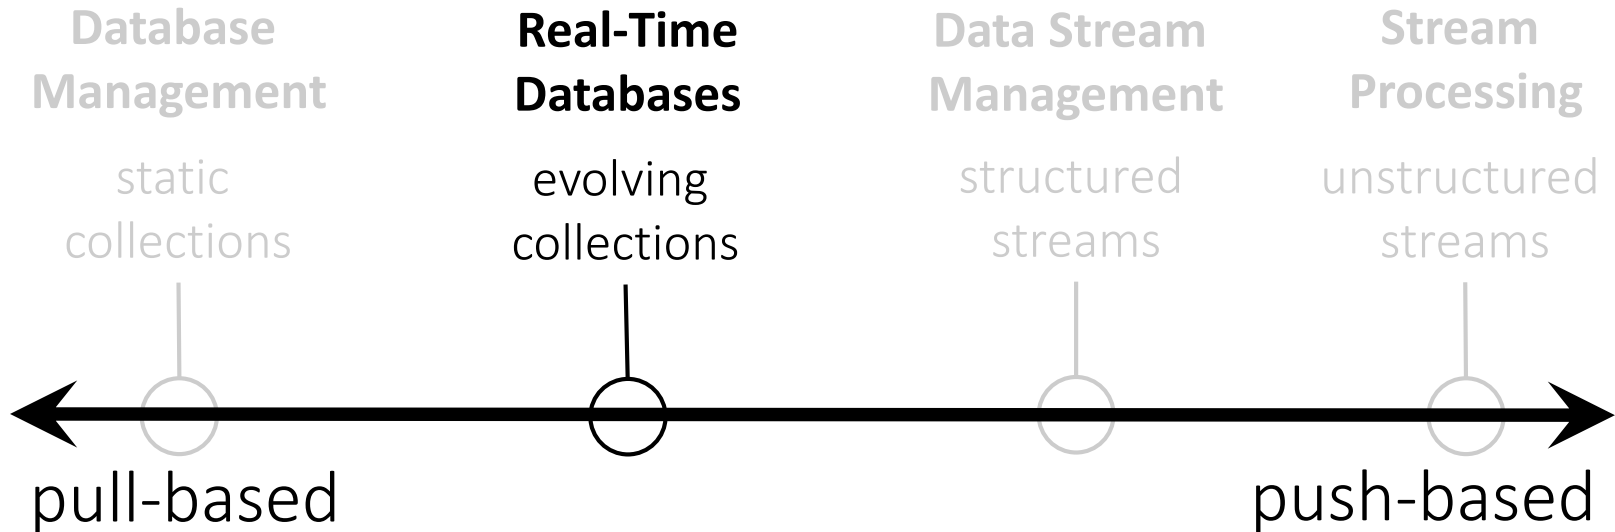 Database
Management
static
collections
Real-Time
Databases
evolving
collections
Data Stream
Management
structured
streams
Stream
Processing
unstructured
streams
pull-based
push-based